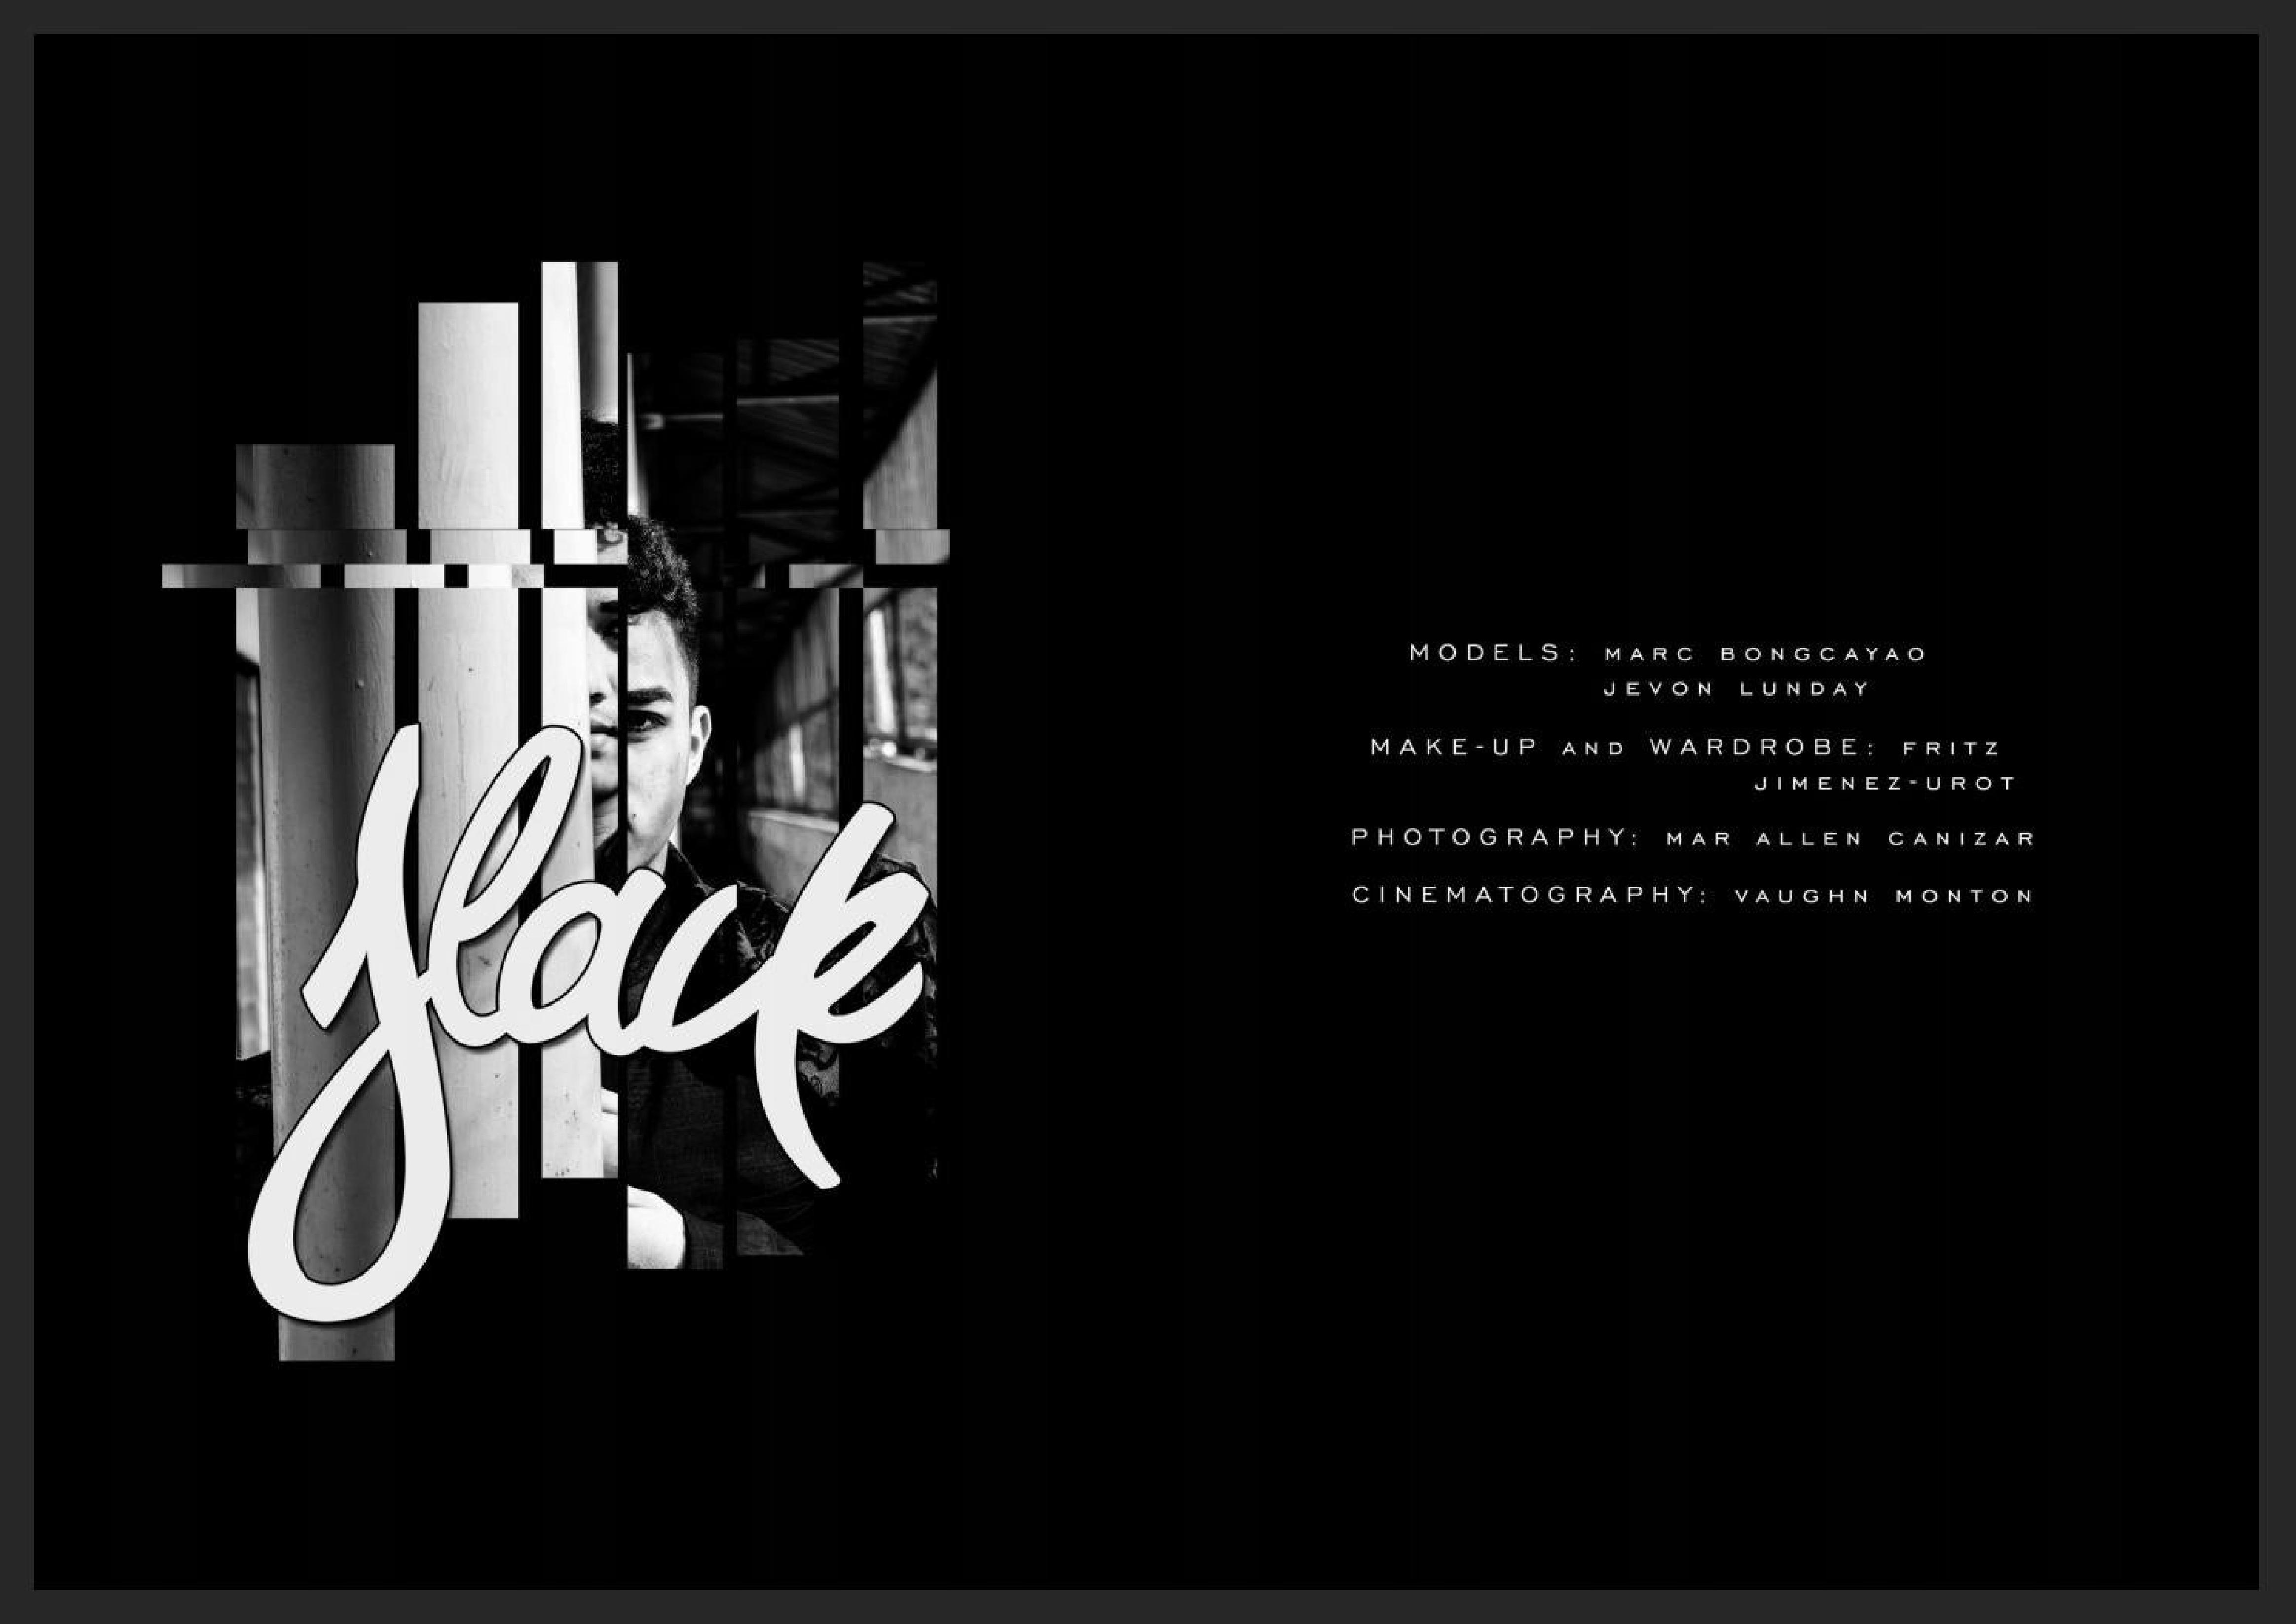 slack
MODELS: MARC BONGCAYAO
JEVON LUNDAY
MAKE-UP AND WARDROBE: FRITZ
JIMENEZ-UROT
PHOTOGRAPHY: MAR ALLEN CANIZAR
CINEMATOGRAPHY: VAUGHN MONTON